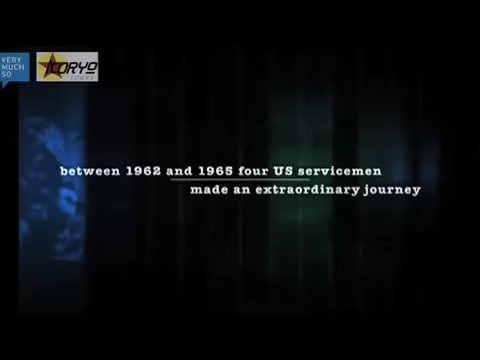 VERY
MUCH
SO
KORYO
TOURS
between 1962 and 1965 four US servicemen
made an extraordinary journey